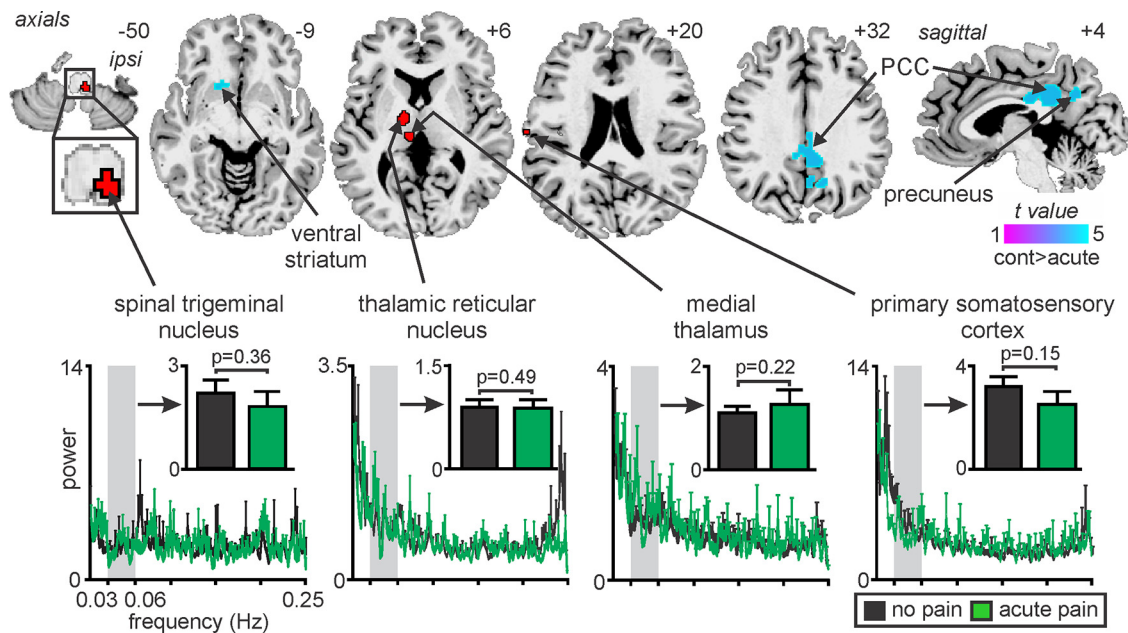 axials
-50
-9
+6
+20
+32
sagittal
+4
ipsi
PCC
precuneus
t value
1
5
cont>acute
ventral
striatum
spinal trigeminal
nucleus
thalamic reticular
nucleus
medial
thalamus
primary somatosensory
cortex
14
3
p=0.36
0
power
0
0.03
0.06
0.25
frequency (Hz)
3.5
1.5
p=0.49
0
0
4
2
p=0.22
0
0
14
4
p=0.15
0
0
no pain
acute pain